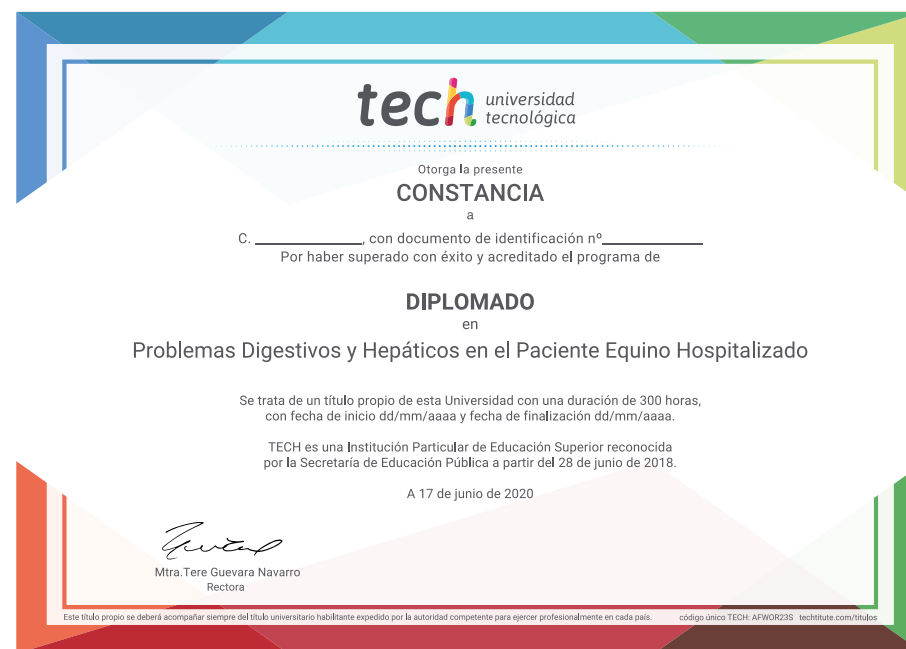 tech universidad
tecnológica
Otorga la presente
CONSTANCIA
a
C. ______________, con documento de identificación nº_____________
Por haber superado con éxito y acreditado el programa de
DIPLOMADO
en
Problemas Digestivos y Hepáticos en el Paciente Equino Hospitalizado
Se trata de un título propio de esta Universidad con una duración de 300 horas,
con fecha de inicio dd/mm/aaaa y fecha de finalización dd/mm/aaaa.
TECH es una Institución Particular de Educación Superior reconocida
por la Secretaría de Educación Pública a partir del 28 de junio de 2018.
A 17 de junio de 2020
Mtra.Tere Guevara Navarro
Rectora
Este título propio se deberá acompañar siempre del título universitario habilitante expedido por la autoridad competente para ejercer profesionalmente en cada país. código único TECH: AFWOR23S techtitute.com/titulos